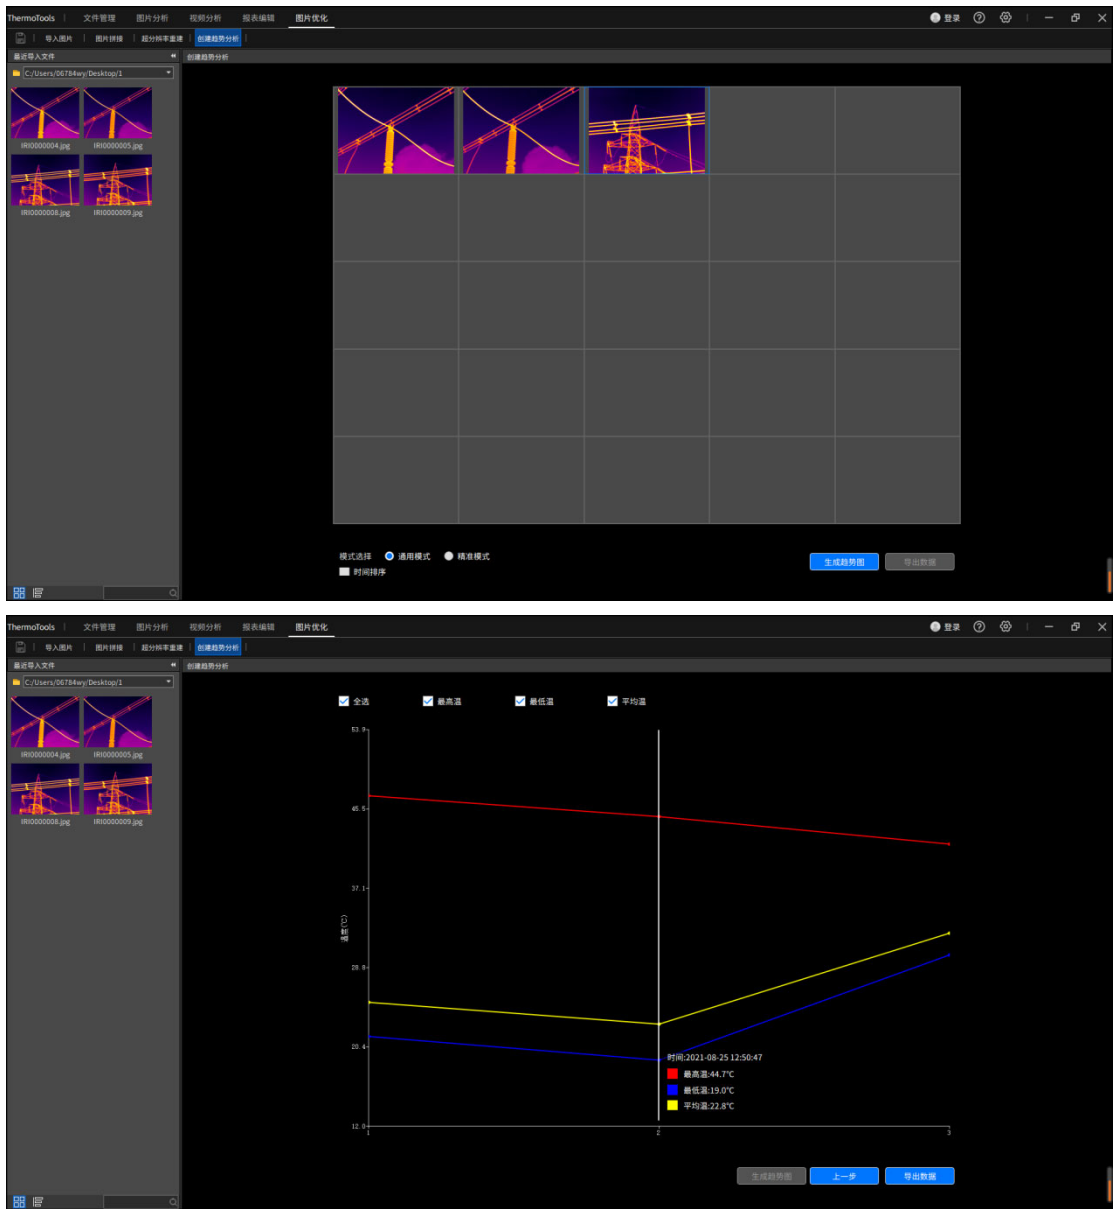 ThermoTools 文件管理 图片分析 视频分析 报表编辑 图片优化 登录
导入图片 图片拼接 超分辨率重建 创建趋势分析
最近导入文件 创建趋势分析
C:/Users/06784wy/Desktop/1
IRI0000004.jpg IRI0000005.jpg
IRI0000008.jpg IRI0000009.jpg
模式选择 通用模式 精准模式
生成趋势图 导出数据
时间排序
ThermoTools 文件管理 图片分析 视频分析 报表编辑 图片优化 登录
导入图片 图片拼接 超分辨率重建 创建趋势分析
最近导入文件 创建趋势分析
C:/Users/06784wy/Desktop/1
全选 最高温 最低温 平均温
53.9
IRI0000004.jpg IRI0000005.jpg
45.5
IRI0000008.jpg IRI0000009.jpg
37.1
温度(℃)
28.8
20.4
时间:2021-08-25 12:50:47
最高温:44.7℃
最低温:19.0℃
平均温:22.8℃
12.0
1 2 3
生成趋势图 上一步 导出数据